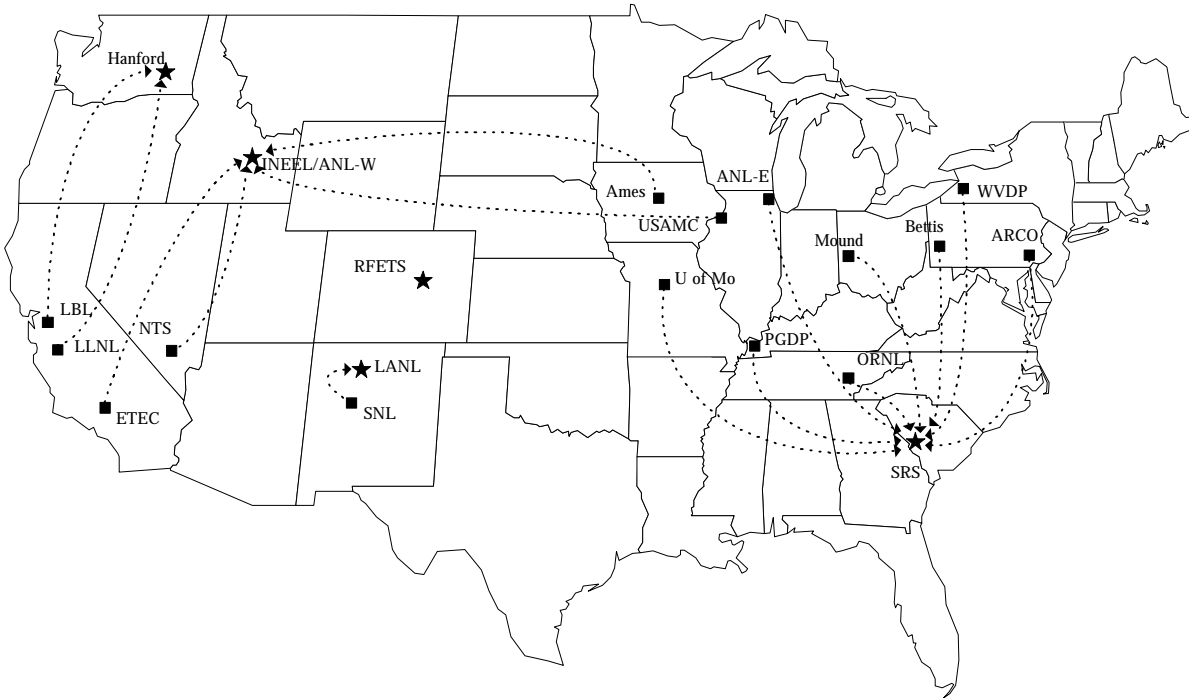 Hanford
INEEL/ANL-W
ANL-E
Ames
WVDP
USAMC
Bettis
ARCO
Mound
RFETS
U of Mo
LBL
NTS
LLNL
PGDP
ORNL
LANL
SNL
ETEC
SRS